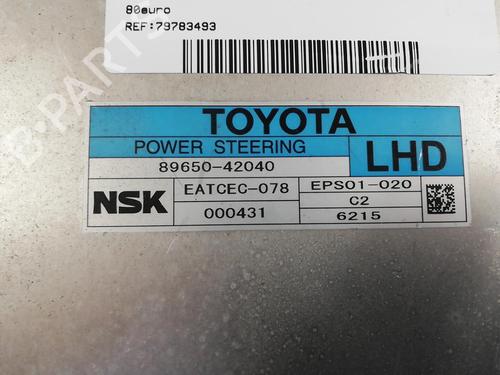 80euro
REF:79783493
B-PARTS
TOYOTA
POWER STEERING
89650-42040
LHD
NSK
EATCEC-078
EPS01-020
000431
C2
6215